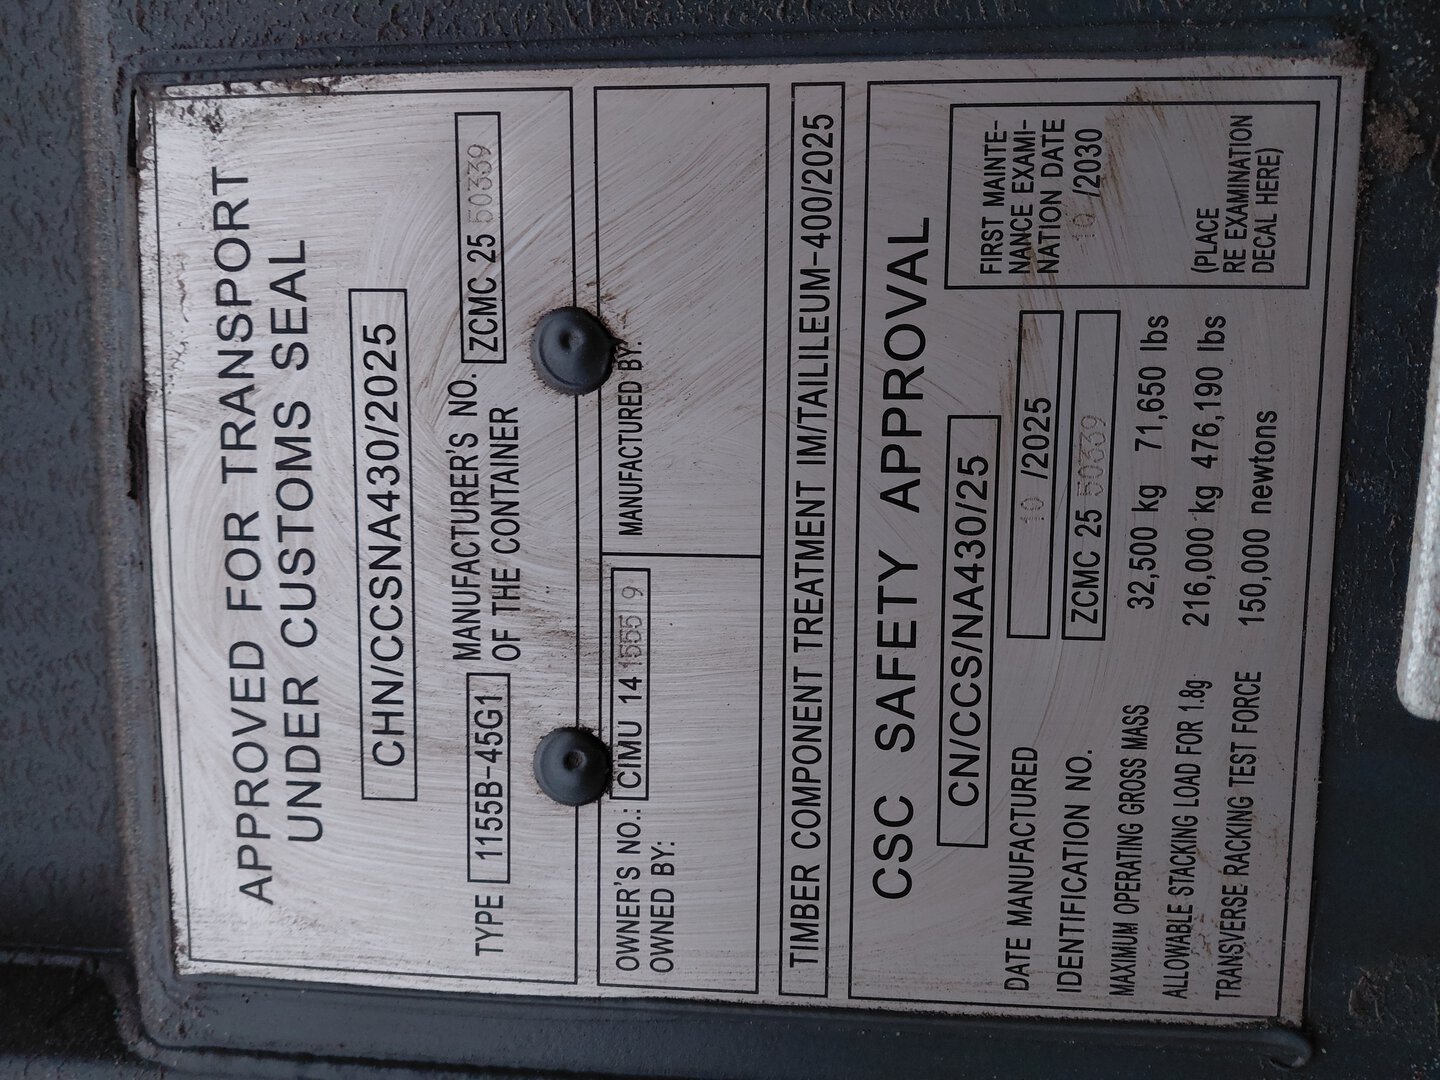 APPROVED FOR TRANSPORT
UNDER CUSTOMS SEAL
CHN/CCSNA430/2025
TYPE 1155B-45G1 MANUFACTURER'S NO. ZCMC 25 50339
OF THE CONTAINER
OWNER'S NO.: CIMU 14
OWNED BY:
MANUFACTURED BY:
TIMBER COMPONENT TREATMENT IM/TAILILEUM-400/2025
CSC SAFETY APPROVAL
CN/CCS/NA430/25
DATE MANUFACTURED 10 /2025
IDENTIFICATION NO. ZCMC 25 50339
MAXIMUM OPERATING GROSS MASS 32,500 kg 71,650 lbs
ALLOWABLE STACKING LOAD FOR 1.8g 216,000 kg 476,190 lbs
TRANSVERSE RACKING TEST FORCE 150,000 newtons
FIRST MAINTE-
NANCE EXAMI-
NATION DATE
10 /2030
(PLACE
RE EXAMINATION
DECAL HERE)